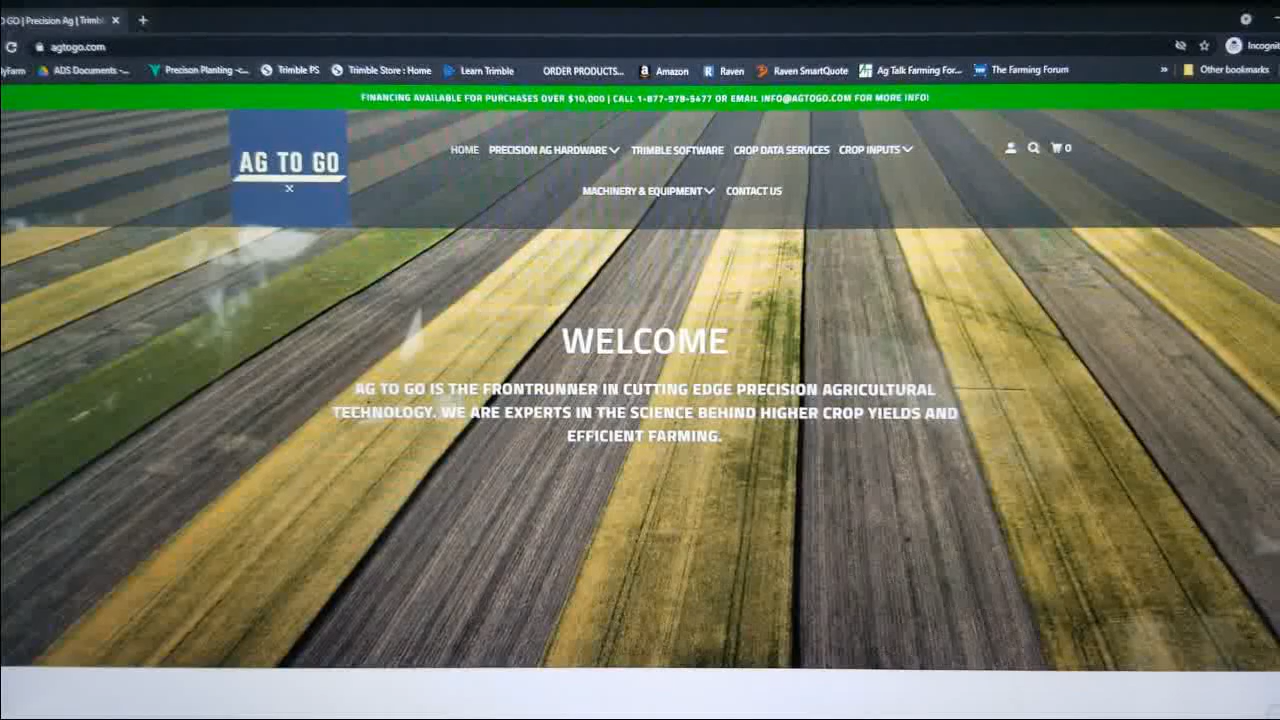 GO | Precision Ag | Trimbl
agtogo.com
Incogni
lyFarm
ADS Documents -...
Precison Planting -c...
Trimble PS
Trimble Store : Home
Learn Trimble
ORDER PRODUCTS...
Amazon
Raven
Raven SmartQuote
Ag Talk Farming For...
The Farming Forum
»
Other bookmarks
FINANCING AVAILABLE FOR PURCHASES OVER $10,000 | CALL 1-877-978-5477 OR EMAIL INFO@AGTOGO.COM FOR MORE INFO!
AG TO GO
HOME PRECISION AG HARDWARE TRIMBLE SOFTWARE CROP DATA SERVICES CROP INPUTS
0
MACHINERY & EQUIPMENT CONTACT US
WELCOME
AG TO GO IS THE FRONTRUNNER IN CUTTING EDGE PRECISION AGRICULTURAL
TECHNOLOGY. WE ARE EXPERTS IN THE SCIENCE BEHIND HIGHER CROP YIELDS AND
EFFICIENT FARMING.